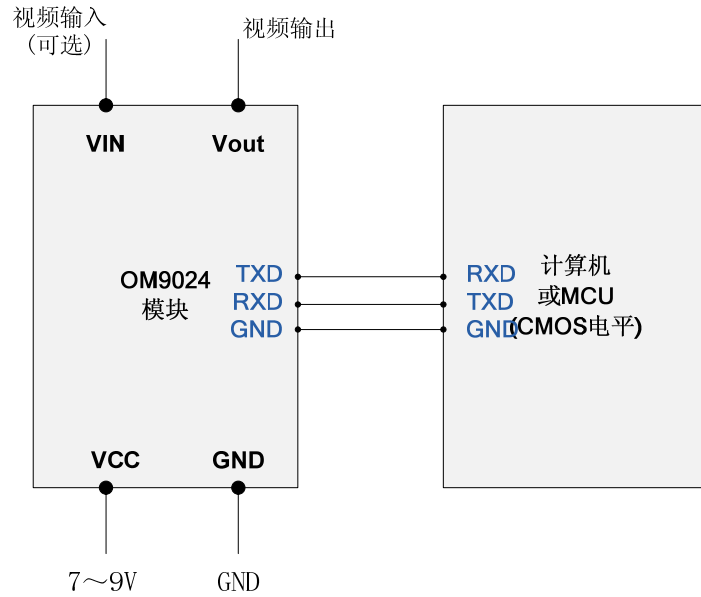 视频输入
(可选)
视频输出
VIN
Vout
OM9024
模块
TXD
RXD
GND
RXD
TXD
GND
计算机
或MCU
(CMOS电平)
VCC
GND
7～9V
GND